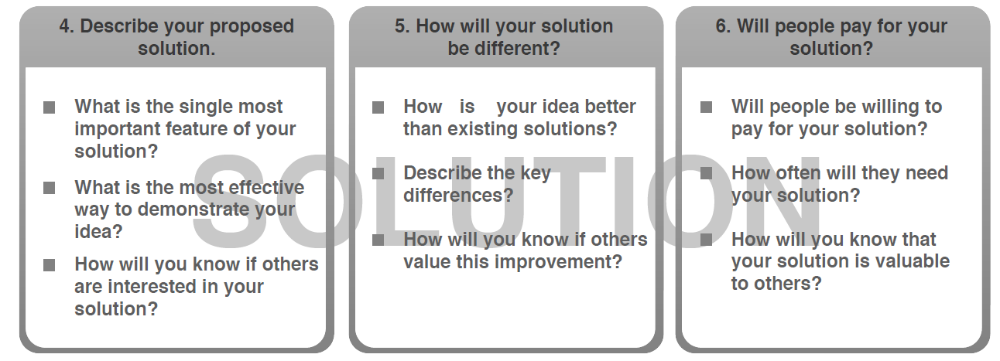 4. Describe your proposed
solution.
What is the single most
important feature of your
solution?
What is the most effective
way to demonstrate your
idea?
How will you know if others
are interested in your
solution?
5. How will your solution
be different?
How is your idea better
than existing solutions?
Describe the key
differences?
How will you know if others
value this improvement?
6. Will people pay for your
solution?
Will people be willing to
pay for your solution?
How often will they need
your solution?
How will you know that
your solution is valuable
to others?
SOLUTION